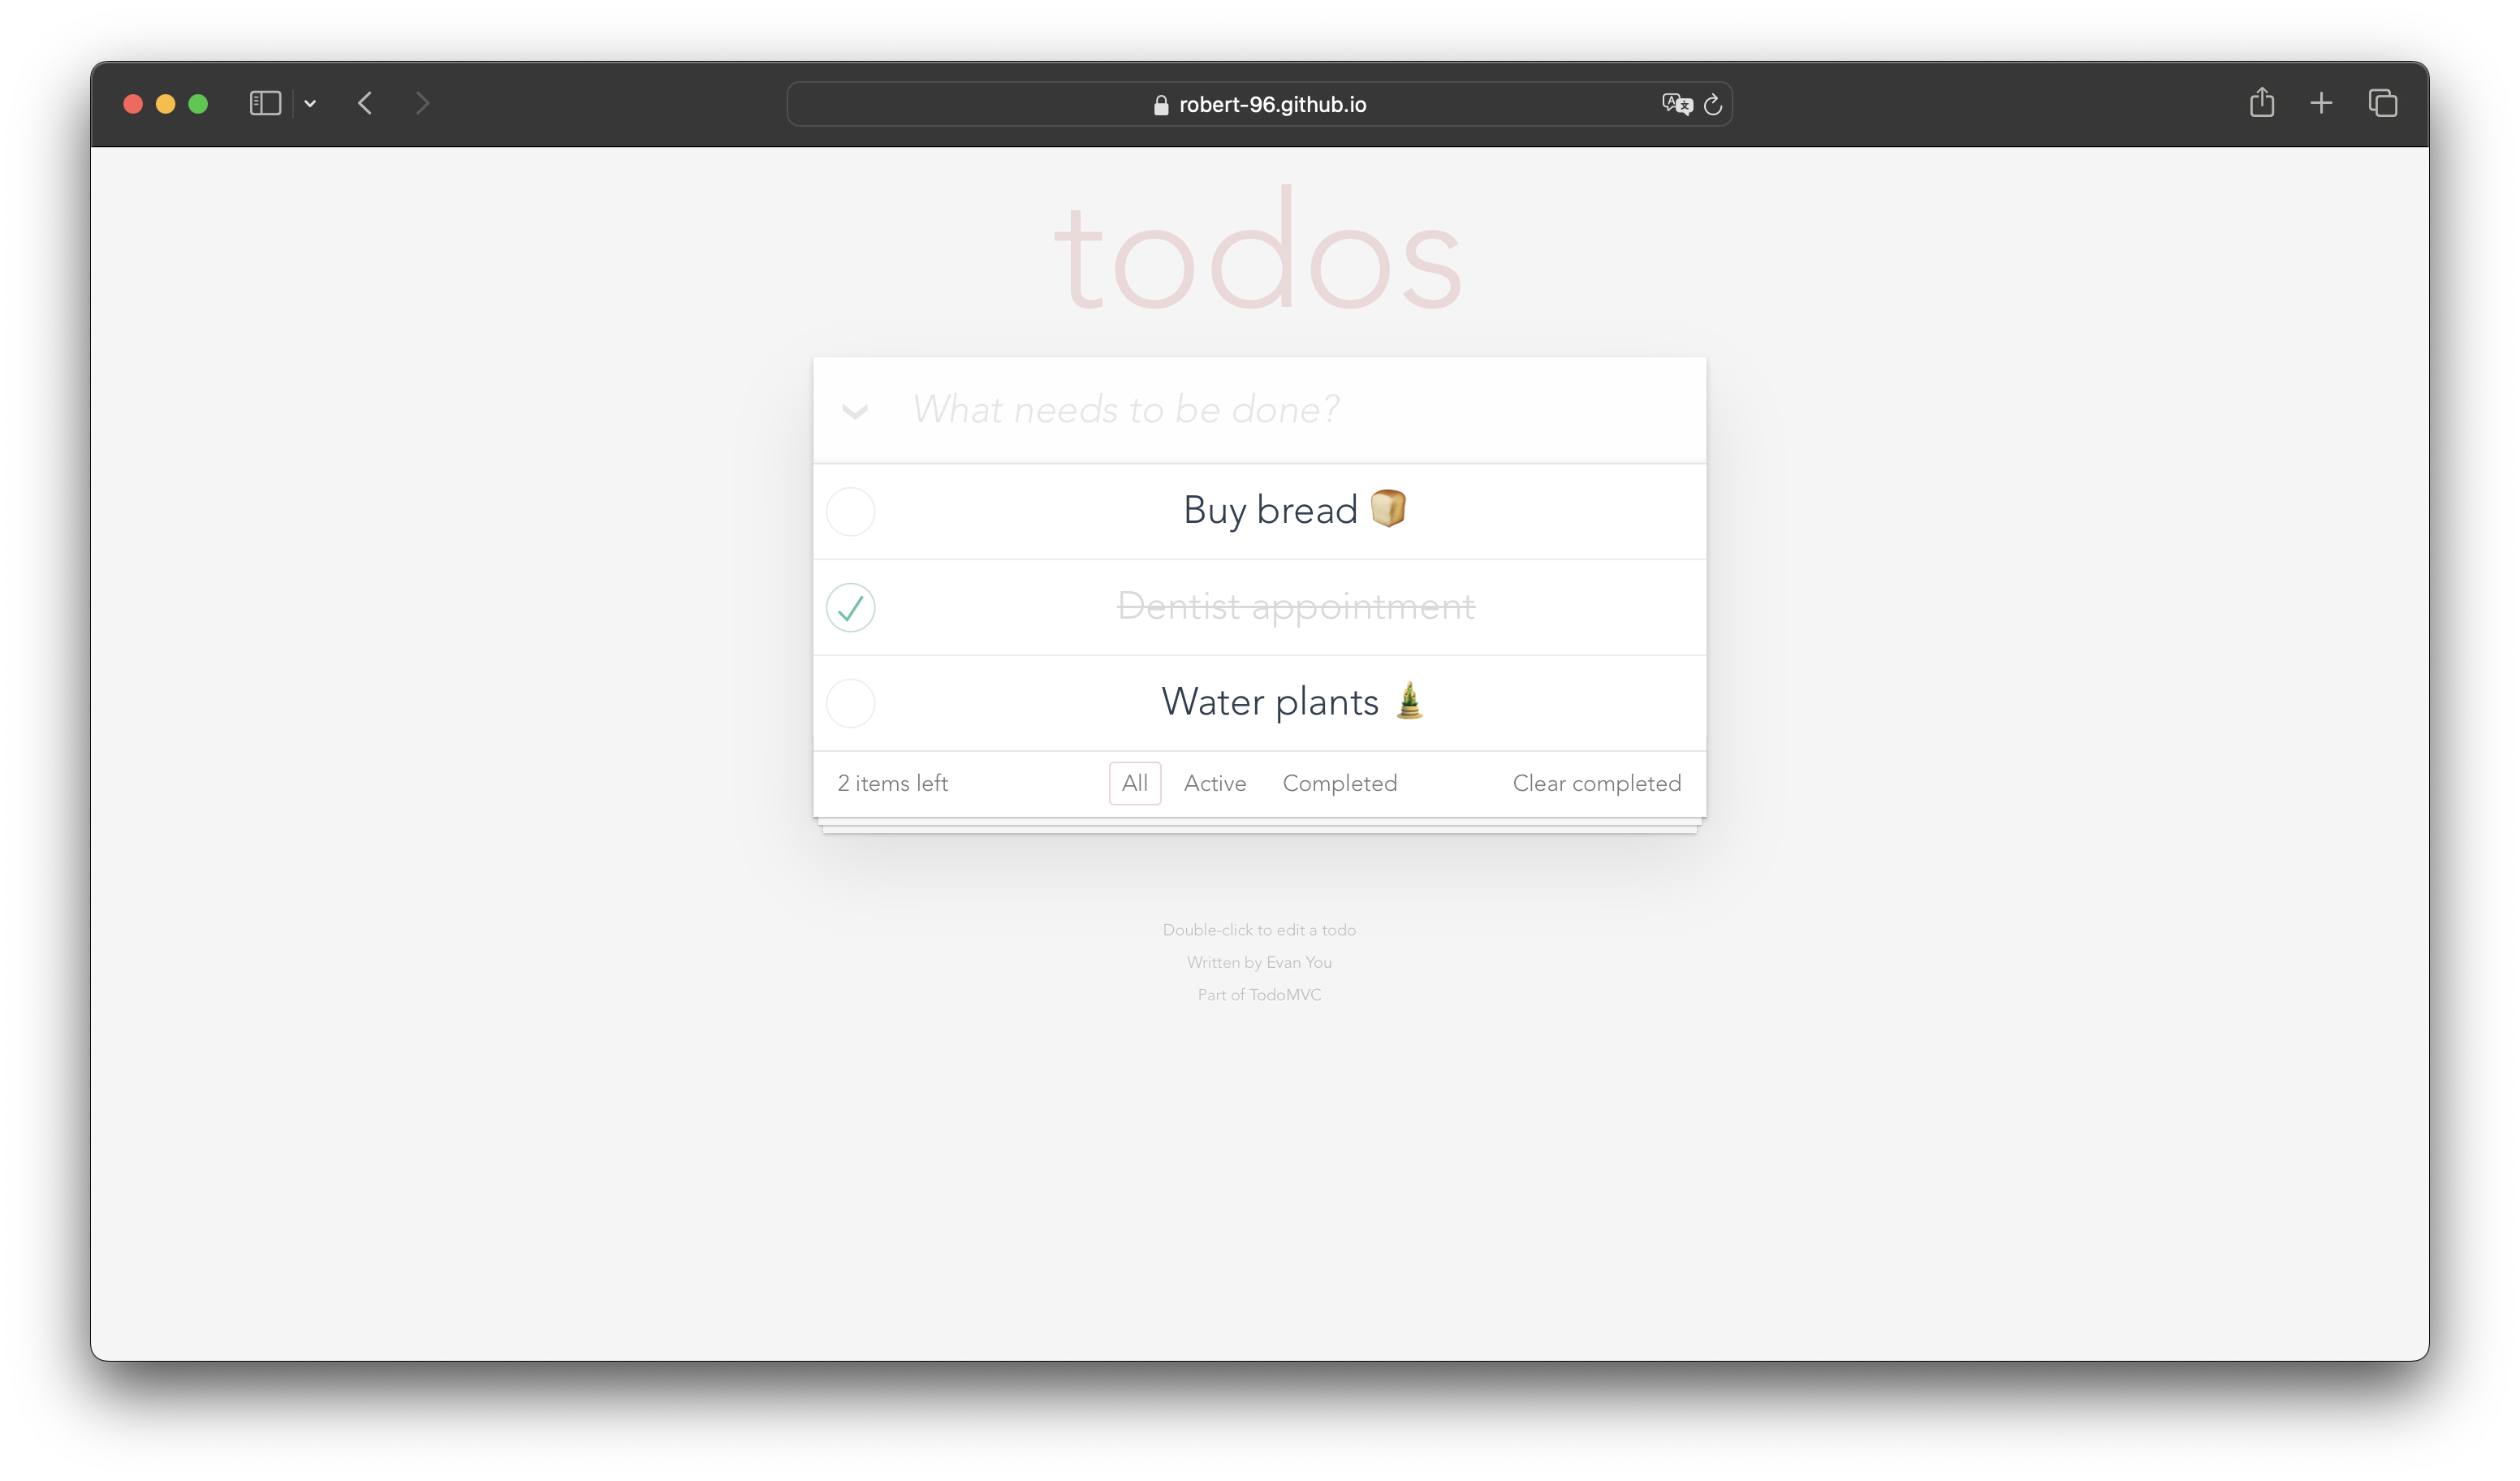 robert-96.github.io
todos
What needs to be done?
Buy bread 🍞
Dentist appointment
Water plants 🎍
2 items left All Active Completed Clear completed
Double-click to edit a todo
Written by Evan You
Part of TodoMVC